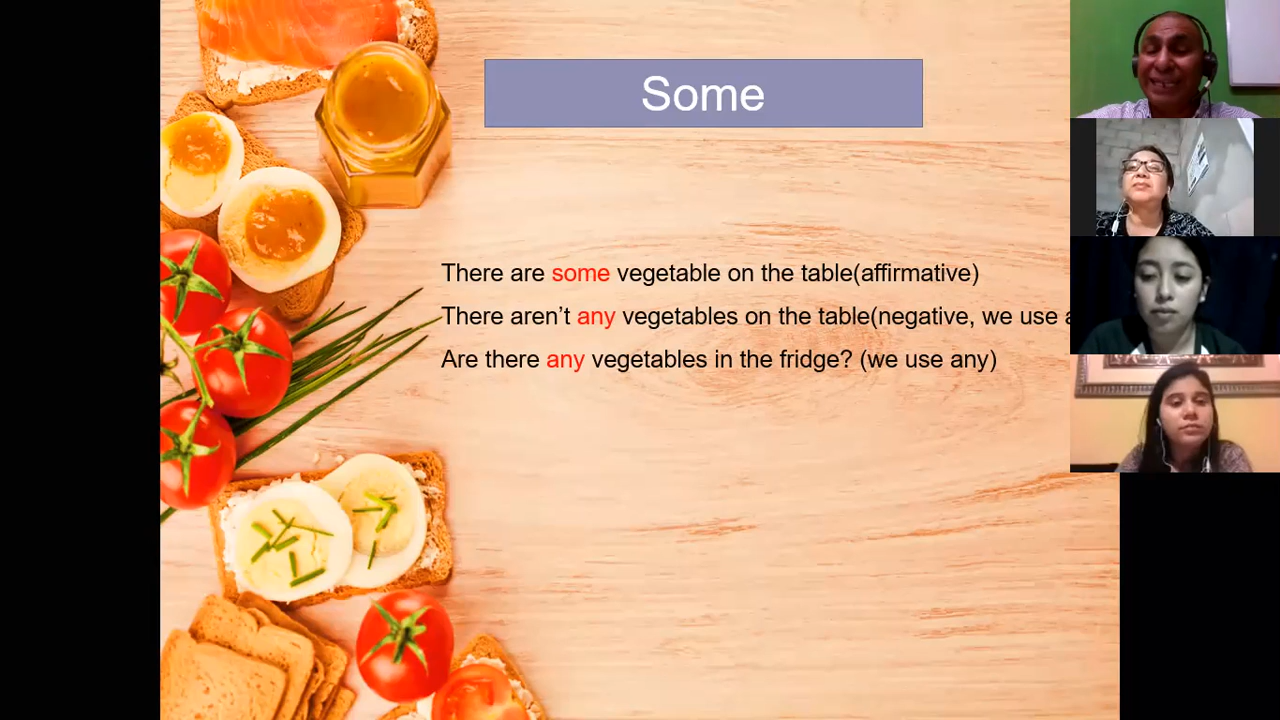 Some
There are some vegetable on the table(affirmative)
There aren't any vegetables on the table(negative, we use
Are there any vegetables in the fridge? (we use any)